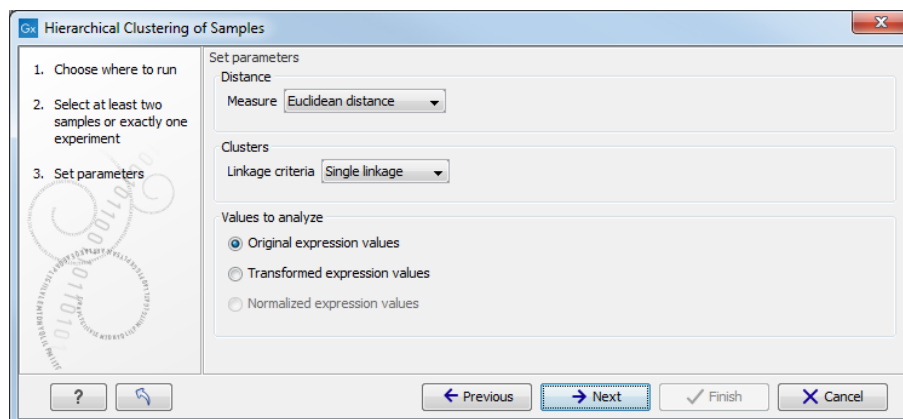 Gx Hierarchical Clustering of Samples
1. Choose where to run
2. Select at least two
samples or exactly one
experiment
3. Set parameters
Set parameters
Distance
Measure Euclidean distance
Clusters
Linkage criteria Single linkage
Values to analyze
Original expression values
Transformed expression values
Normalized expression values
? Previous Next Finish Cancel